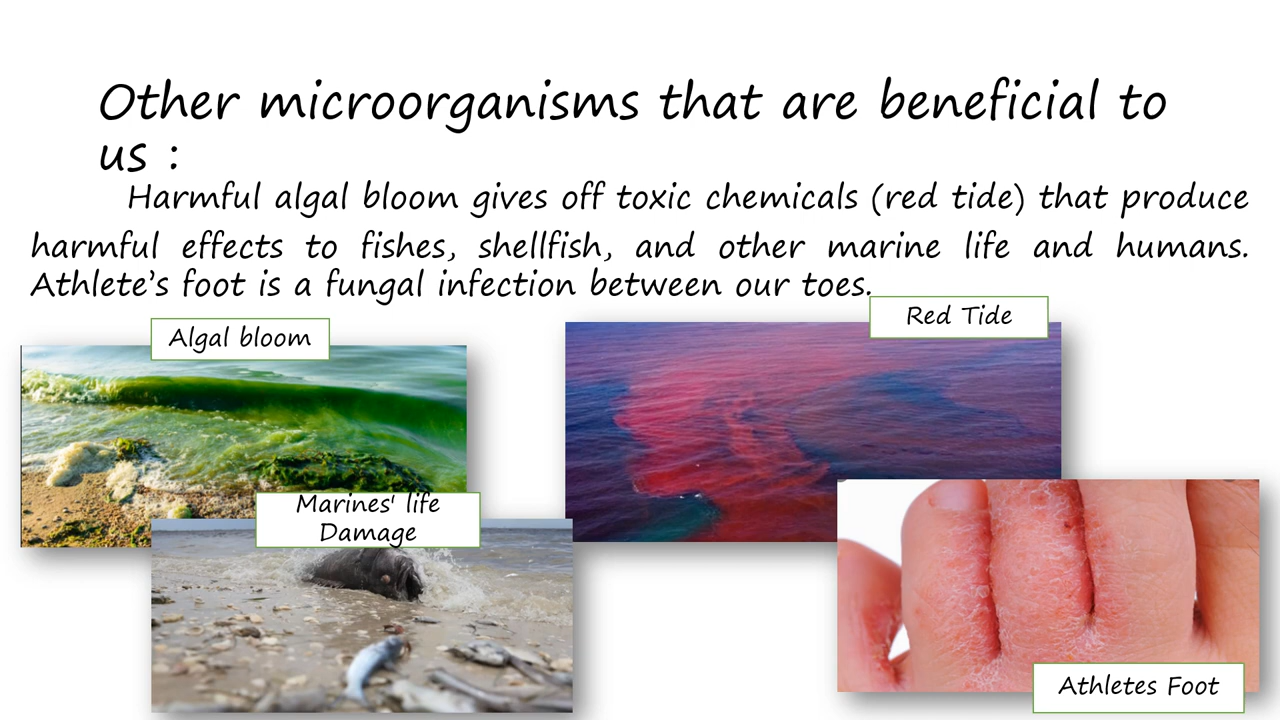 Other microorganisms that are beneficial to
us :
Harmful algal bloom gives off toxic chemicals (red tide) that produce
harmful effects to fishes, shellfish, and other marine life and humans.
Athlete’s foot is a fungal infection between our toes.
Algal bloom
Red Tide
Marines' life
Damage
Athletes Foot